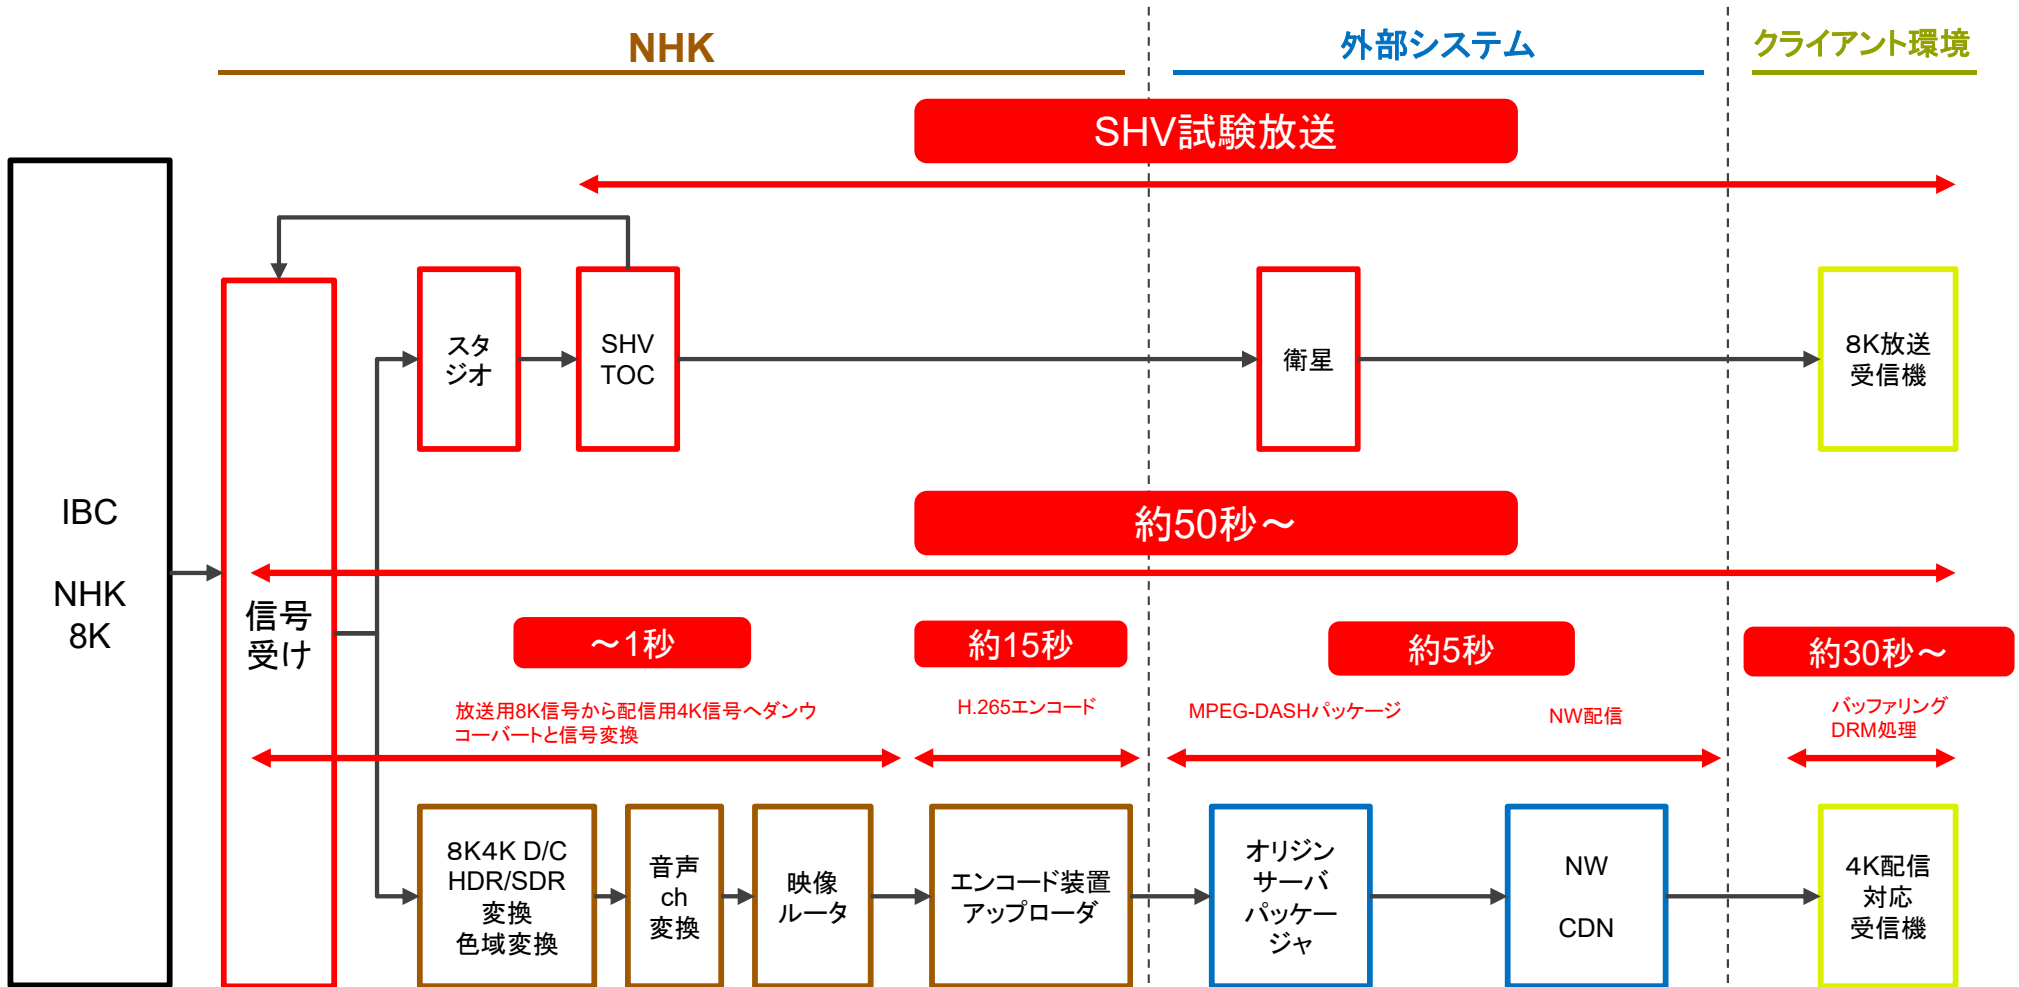 NHK
外部システム
クライアント環境
SHV試験放送
スタ
ジオ
SHV
TOC
衛星
8K放送
受信機
IBC
NHK
8K
信号
受け
約50秒～
～1秒
約15秒
約5秒
約30秒～
放送用8K信号から配信用4K信号へダンウ
コーバートと信号変換
H.265エンコード
MPEG-DASHパッケージ
NW配信
バッファリング
DRM処理
8K4K D/C
HDR/SDR
変換
色域変換
音声
ch
変換
映像
ルータ
エンコード装置
アップローダ
オリジン
サーバ
パッケー
ジャ
NW
CDN
4K配信
対応
受信機